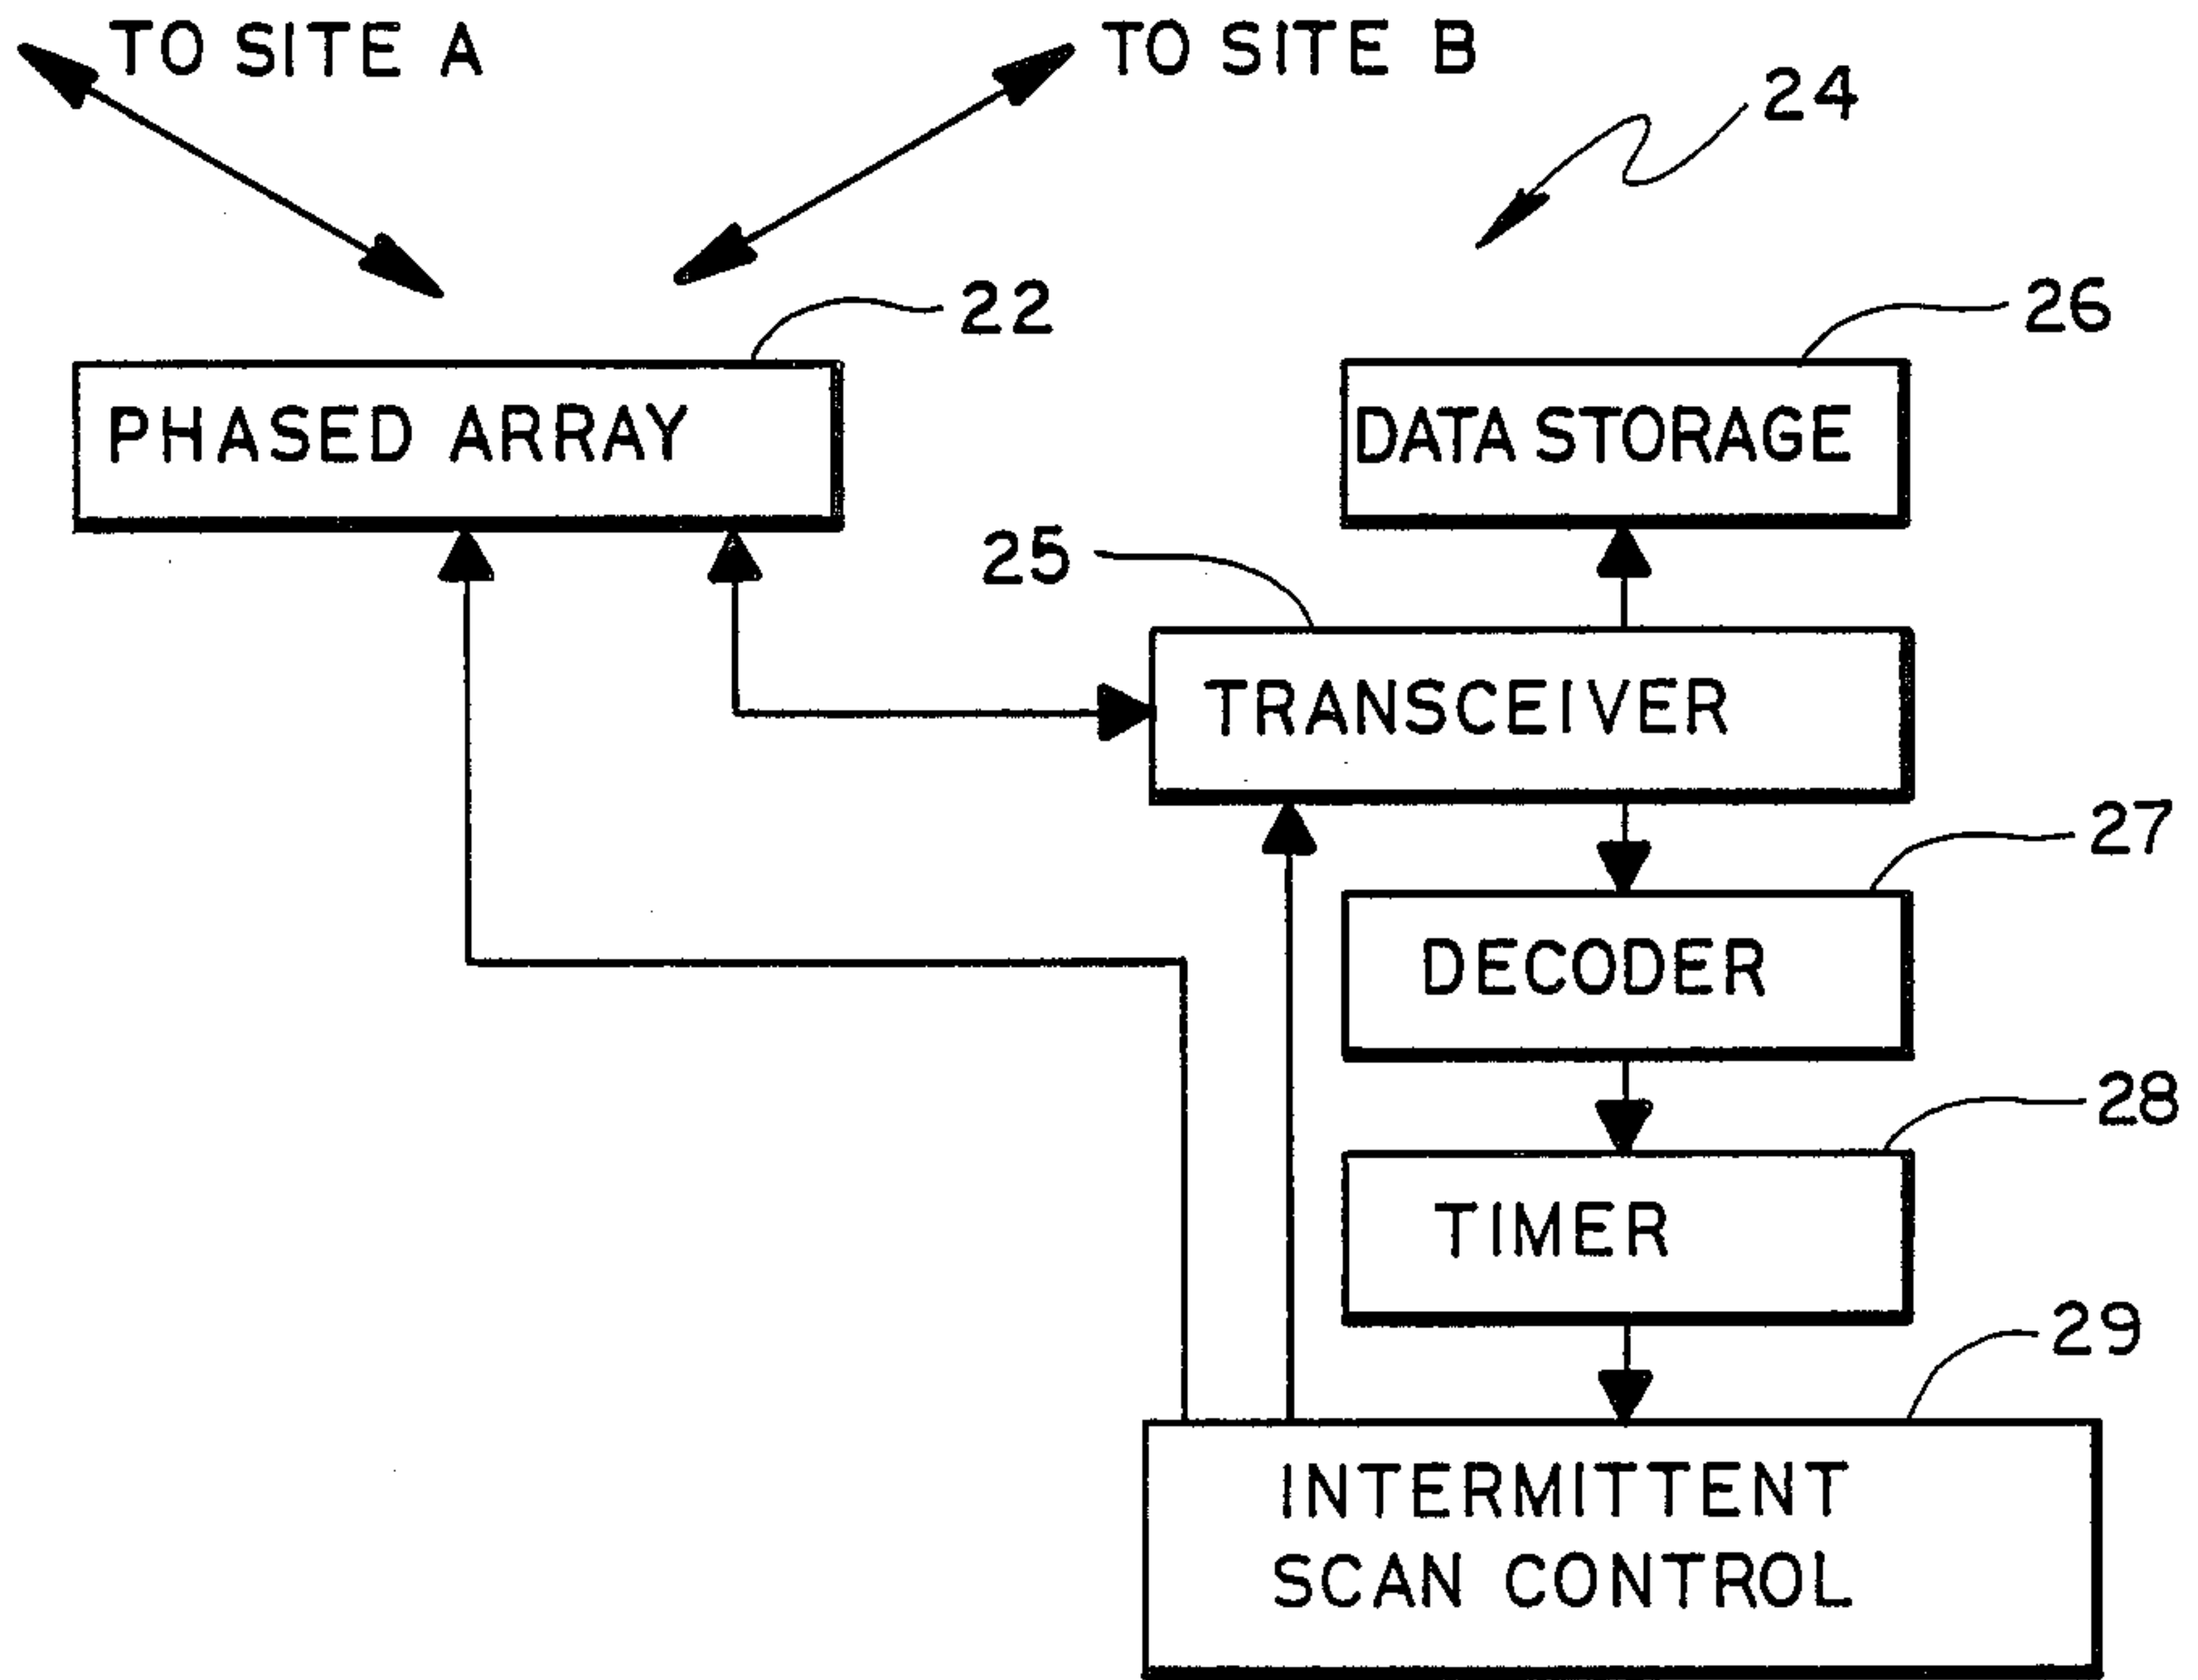 TO SITE A
TO SITE B
24
22
26
PHASED ARRAY
DATA STORAGE
25
TRANSCEIVER
27
DECODER
28
TIMER
29
INTERMITTENT
SCAN CONTROL